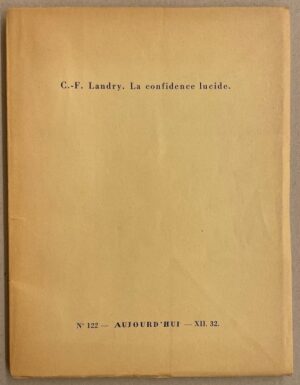 C.-F. Landry. La confidence lucide.
N° 122 — AUJOURD'HUI — XII. 32.